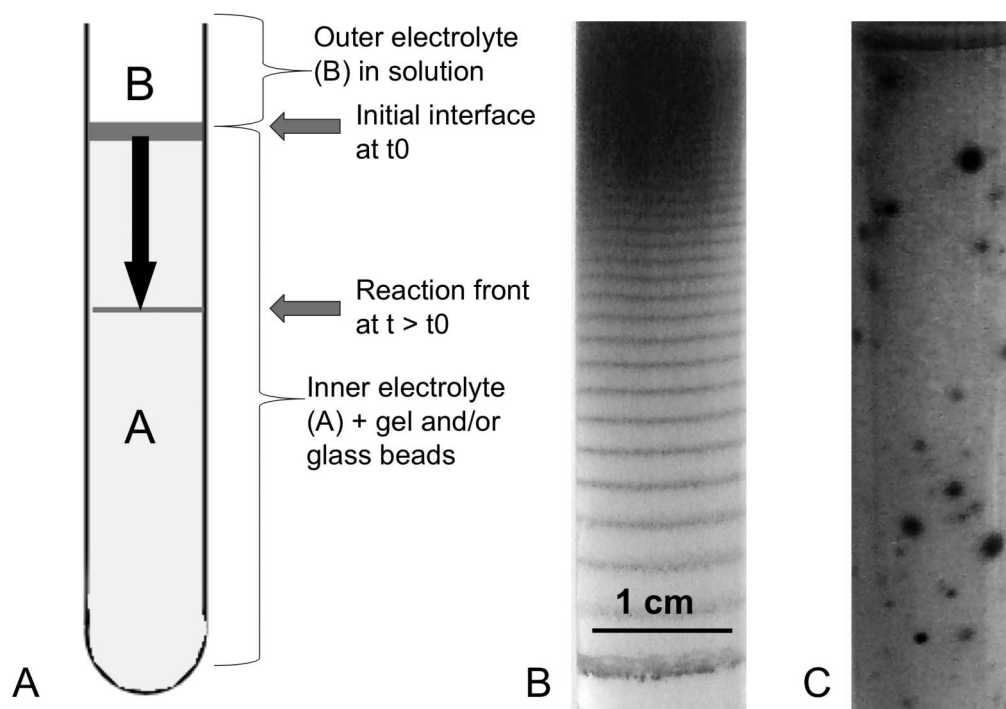 Outer electrolyte
(B) in solution
B
Initial interface
at t0
Reaction front
at t > t0
A
Inner electrolyte
(A) + gel and/or
glass beads
1 cm
A
B
C